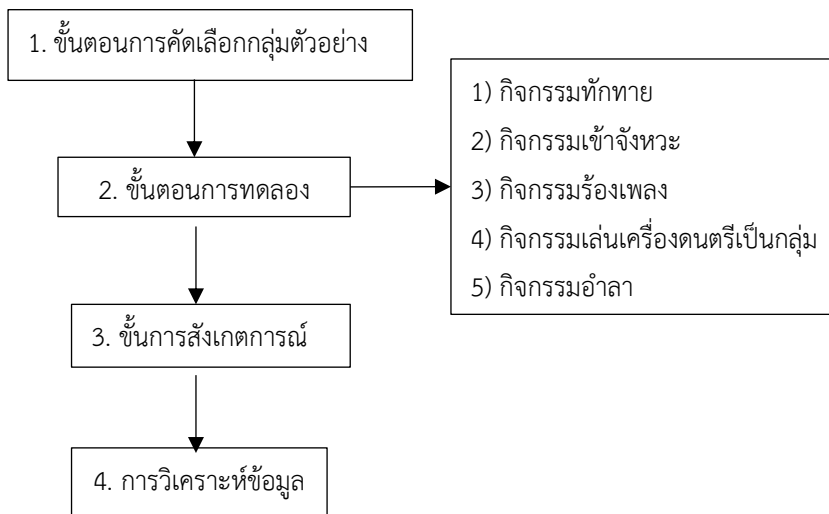 1. ขั้นตอนการคัดเลือกกลุ่มตัวอย่าง
2. ขั้นตอนการทดลอง
1) กิจกรรมทักทาย
2) กิจกรรมเข้าจังหวะ
3) กิจกรรมร้องเพลง
4) กิจกรรมเล่นเครื่องดนตรีเป็นกลุ่ม
5) กิจกรรมอำลา
3. ขั้นการสังเกตการณ์
4. การวิเคราะห์ข้อมูล